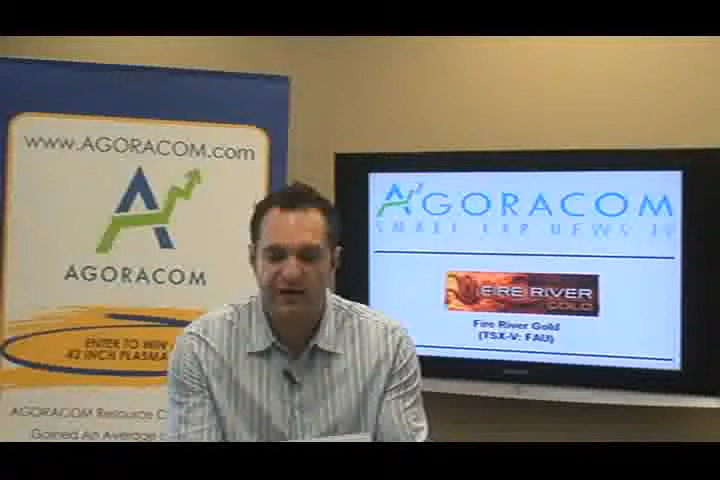 www.AGORACOM.com
AGORACOM
ENTER TO WIN
42 INCH PLASMA
AGORACOM Resource C
Gained An Average
AGORACOM
SMALL CAP NEWS TV
FIRE RIVER
GOLD
Fire River Gold
(TSX-V: FAU)